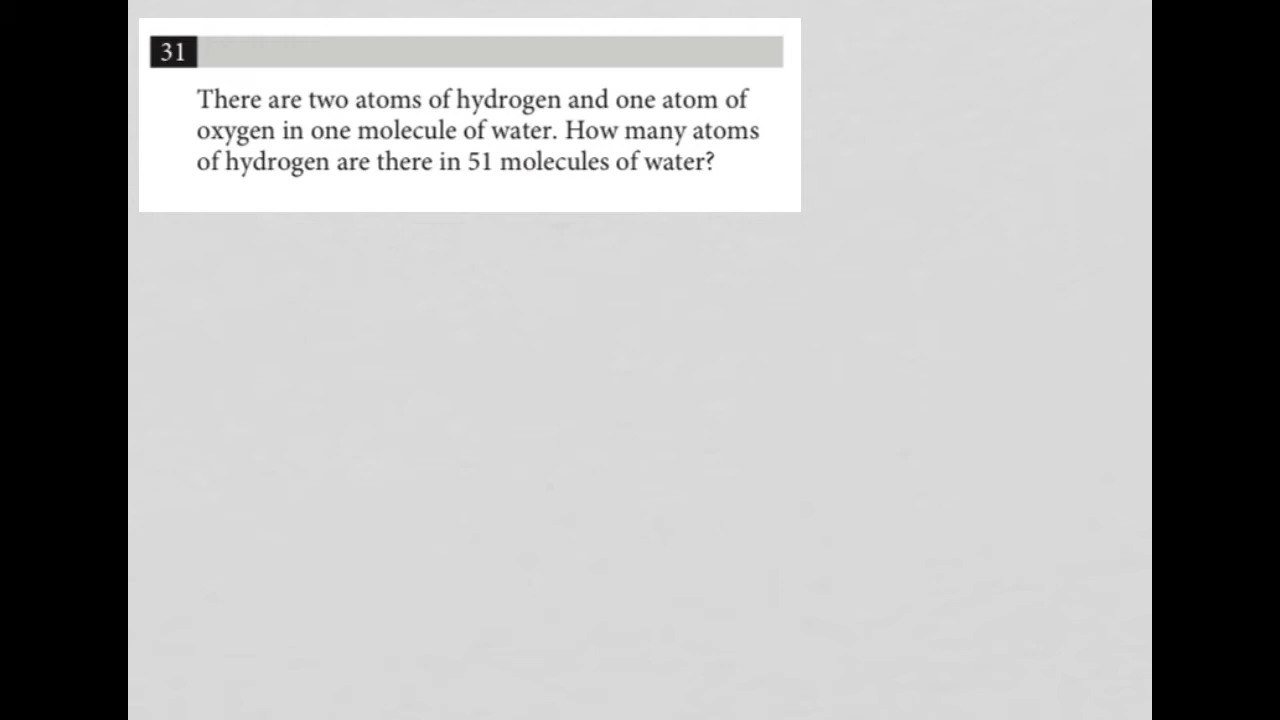 31
There are two atoms of hydrogen and one atom of
oxygen in one molecule of water. How many atoms
of hydrogen are there in 51 molecules of water?